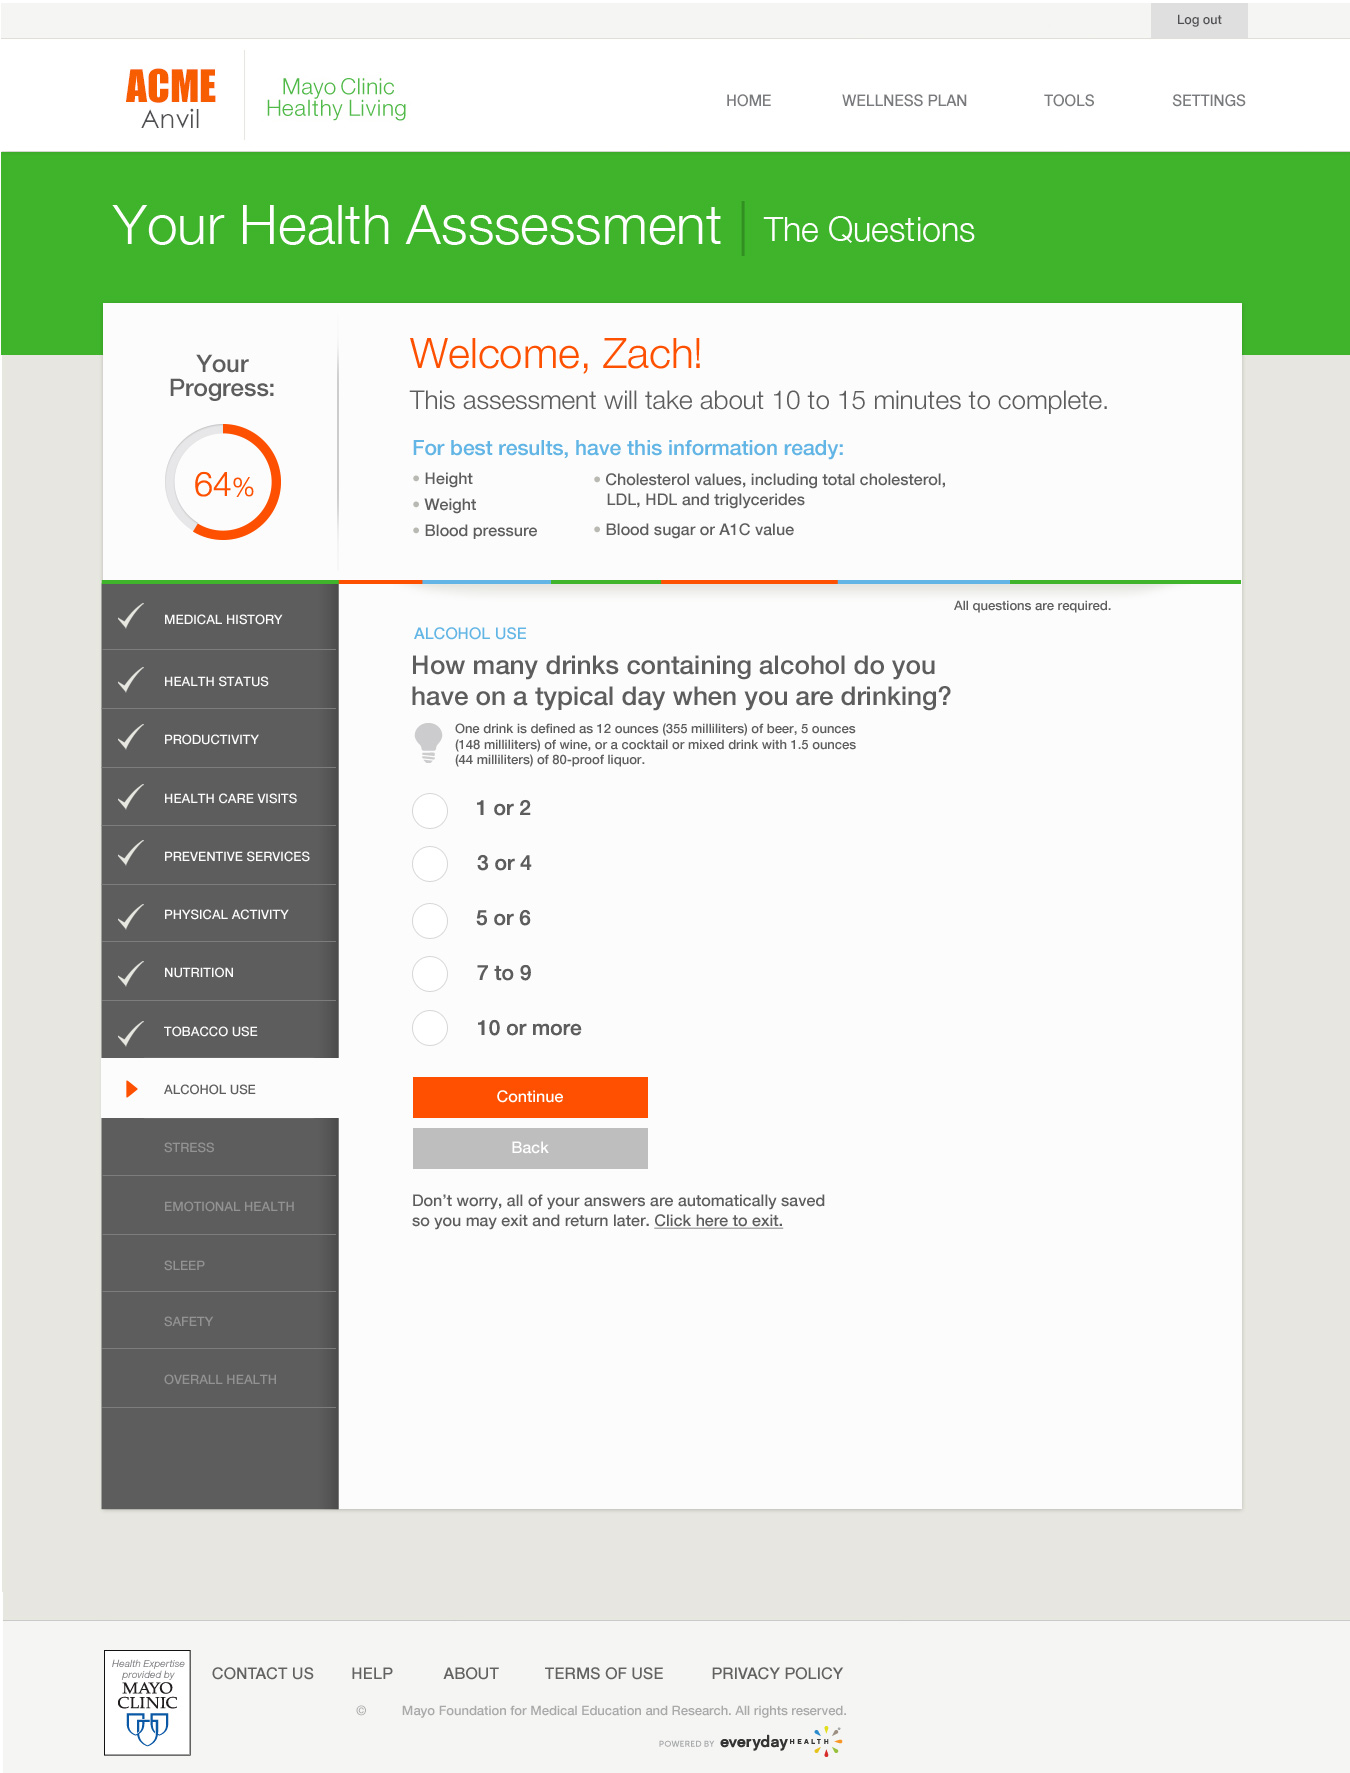 Log out
ACME
Anvil
Mayo Clinic
Healthy Living
HOME WELLNESS PLAN TOOLS SETTINGS
Your Health Asssessment | The Questions
Your
Progress:
64%
Welcome, Zach!
This assessment will take about 10 to 15 minutes to complete.
For best results, have this information ready:
• Height
• Weight
• Blood pressure
• Cholesterol values, including total cholesterol,
LDL, HDL and triglycerides
• Blood sugar or A1C value
MEDICAL HISTORY
HEALTH STATUS
PRODUCTIVITY
HEALTH CARE VISITS
PREVENTIVE SERVICES
PHYSICAL ACTIVITY
NUTRITION
TOBACCO USE
ALCOHOL USE
STRESS
EMOTIONAL HEALTH
SLEEP
SAFETY
OVERALL HEALTH
All questions are required.
ALCOHOL USE
How many drinks containing alcohol do you
have on a typical day when you are drinking?
One drink is defined as 12 ounces (355 milliliters) of beer, 5 ounces
(148 milliliters) of wine, or a cocktail or mixed drink with 1.5 ounces
(44 milliliters) of 80-proof liquor.
1 or 2
3 or 4
5 or 6
7 to 9
10 or more
Continue
Back
Don't worry, all of your answers are automatically saved
so you may exit and return later. Click here to exit.
Health Expertise
provided by
MAYO
CLINIC
CONTACT US HELP ABOUT TERMS OF USE PRIVACY POLICY
© Mayo Foundation for Medical Education and Research. All rights reserved.
POWERED BY everyday HEALTH